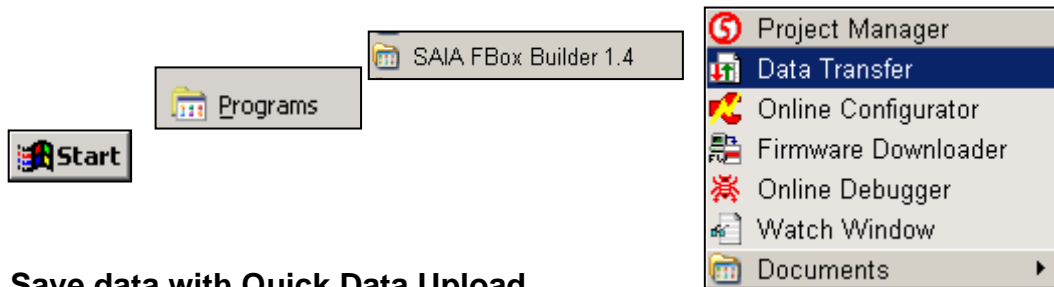 Start
Programs
SAIA FBox Builder 1.4
Project Manager
Data Transfer
Online Configurator
Firmware Downloader
Online Debugger
Watch Window
Documents
Save data with Quick Data Upload